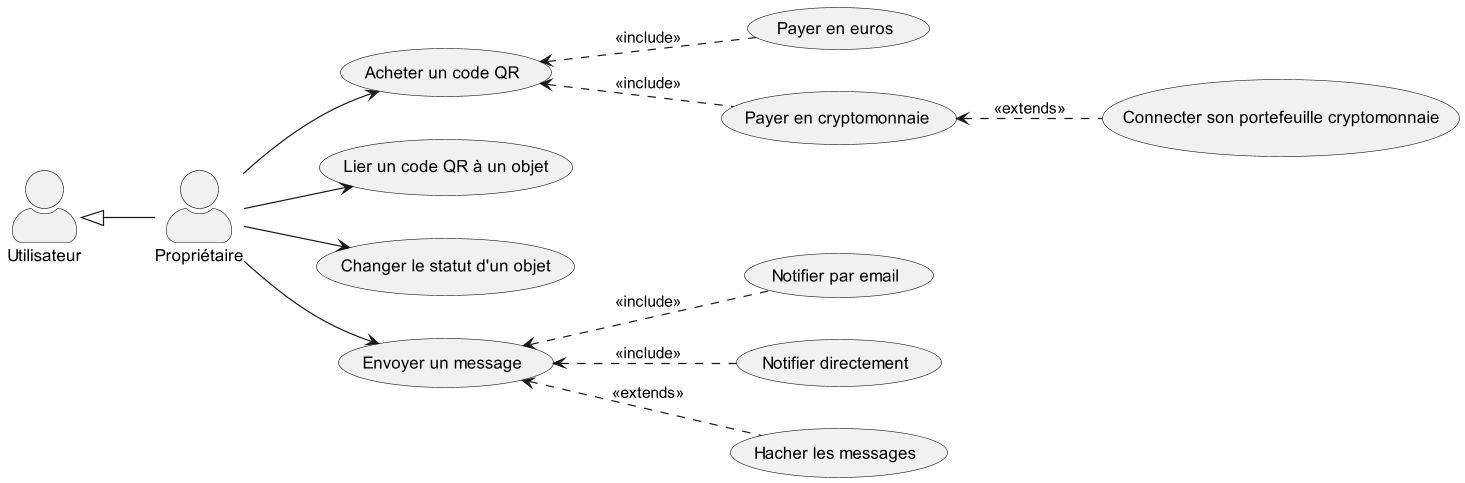 Payer en euros
«include»
Acheter un code QR
«include»
Payer en cryptomonnaie
«extends»
Connecter son portefeuille cryptomonnaie
Lier un code QR à un objet
Utilisateur
Propriétaire
Changer le statut d'un objet
Notifier par email
«include»
Envoyer un message
«include»
Notifier directement
«extends»
Hacher les messages